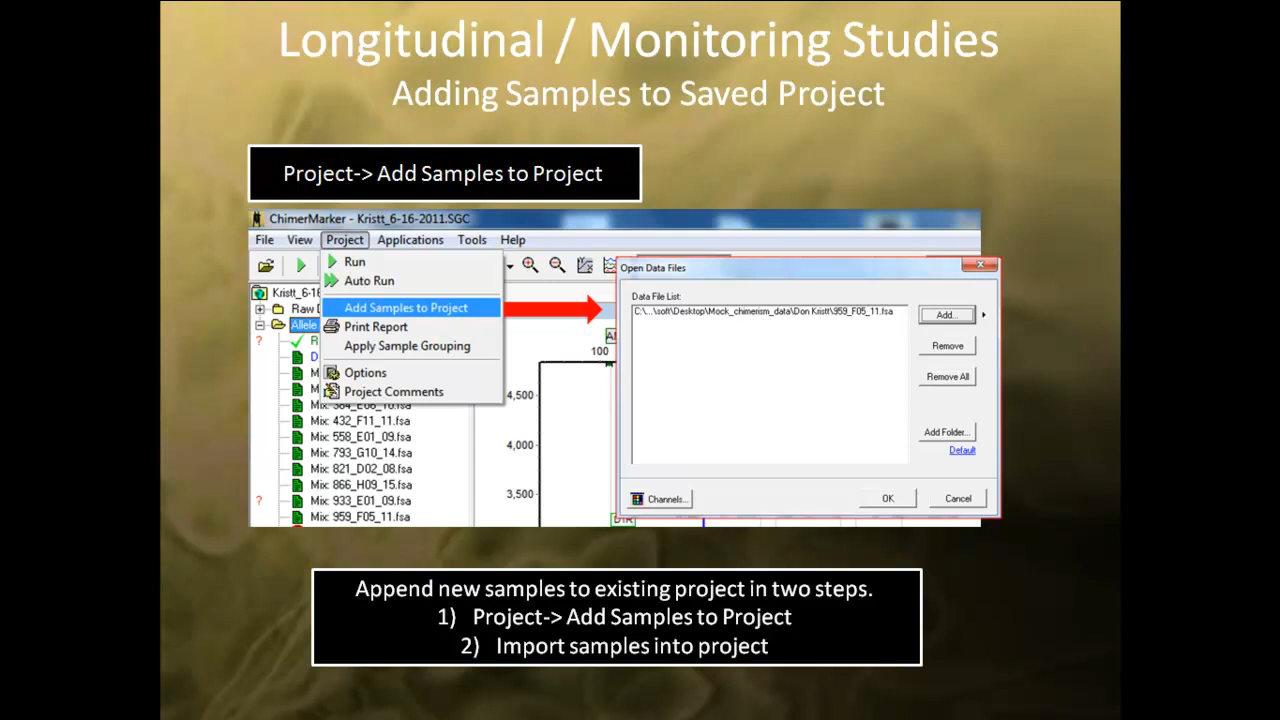 Longitudinal / Monitoring Studies
Adding Samples to Saved Project
Project-> Add Samples to Project
ChimerMarker - Kristt_6-16-2011.SGC
File View Project Applications Tools Help
Run
Auto Run
Add Samples to Project
Print Report
Apply Sample Grouping
Options
Project Comments
Kristt_6-16
Raw D
Allele
?
R
D
M
M
M
Mix: 432_F11_11.fsa
Mix: 558_E01_09.fsa
Mix: 793_G10_14.fsa
Mix: 821_D02_08.fsa
Mix: 866_H09_15.fsa
? Mix: 933_E01_09.fsa
Mix: 959_F05_11.fsa
100
4,500
4,000
3,500
Open Data Files
Data File List:
C:\...\soft\Desktop\Mock_chimerism_data\Don Kristt\959_F05_11.fsa
Add...
Remove
Remove All
Add Folder...
Default
Channels...
OK
Cancel
Append new samples to existing project in two steps.
1) Project-> Add Samples to Project
2) Import samples into project